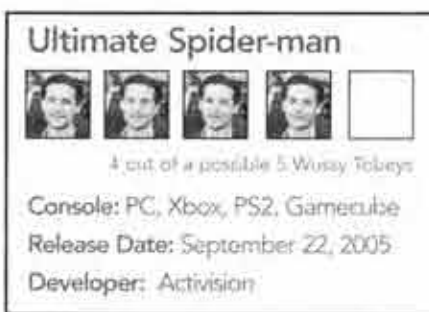 Ultimate Spider-man
4 out of a possible 5 Wussy Tobeys
Console: PC, Xbox, PS2, Gamecube
Release Date: September 22, 2005
Developer: Activision